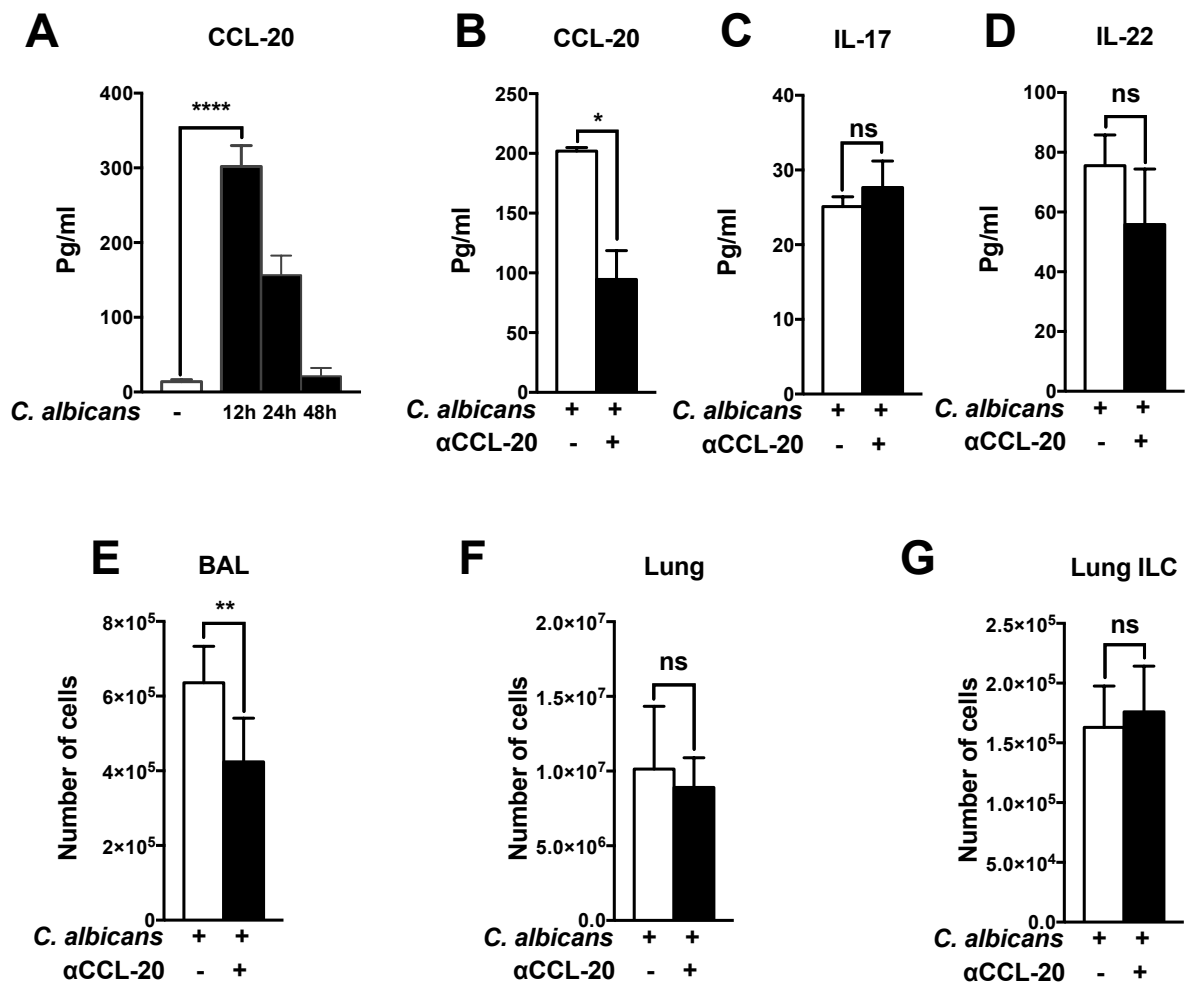 A CCL-20
Pg/ml
400
300
200
100
0
****
C. albicans - 12h 24h 48h
B CCL-20
Pg/ml
250
200
150
100
50
0
*
C. albicans + +
αCCL-20 - +
C IL-17
Pg/ml
40
30
20
10
0
ns
C. albicans + +
αCCL-20 - +
D IL-22
Pg/ml
100
80
60
40
20
0
ns
C. albicans + +
αCCL-20 - +
E BAL
Number of cells
8×10⁵
6×10⁵
4×10⁵
2×10⁵
0
**
C. albicans + +
αCCL-20 - +
F Lung
Number of cells
2.0×10⁷
1.5×10⁷
1.0×10⁷
5.0×10⁶
0.0
ns
C. albicans + +
αCCL-20 - +
G Lung ILC
Number of cells
2.5×10⁵
2.0×10⁵
1.5×10⁵
1.0×10⁵
5.0×10⁴
0.0
ns
C. albicans + +
αCCL-20 - +